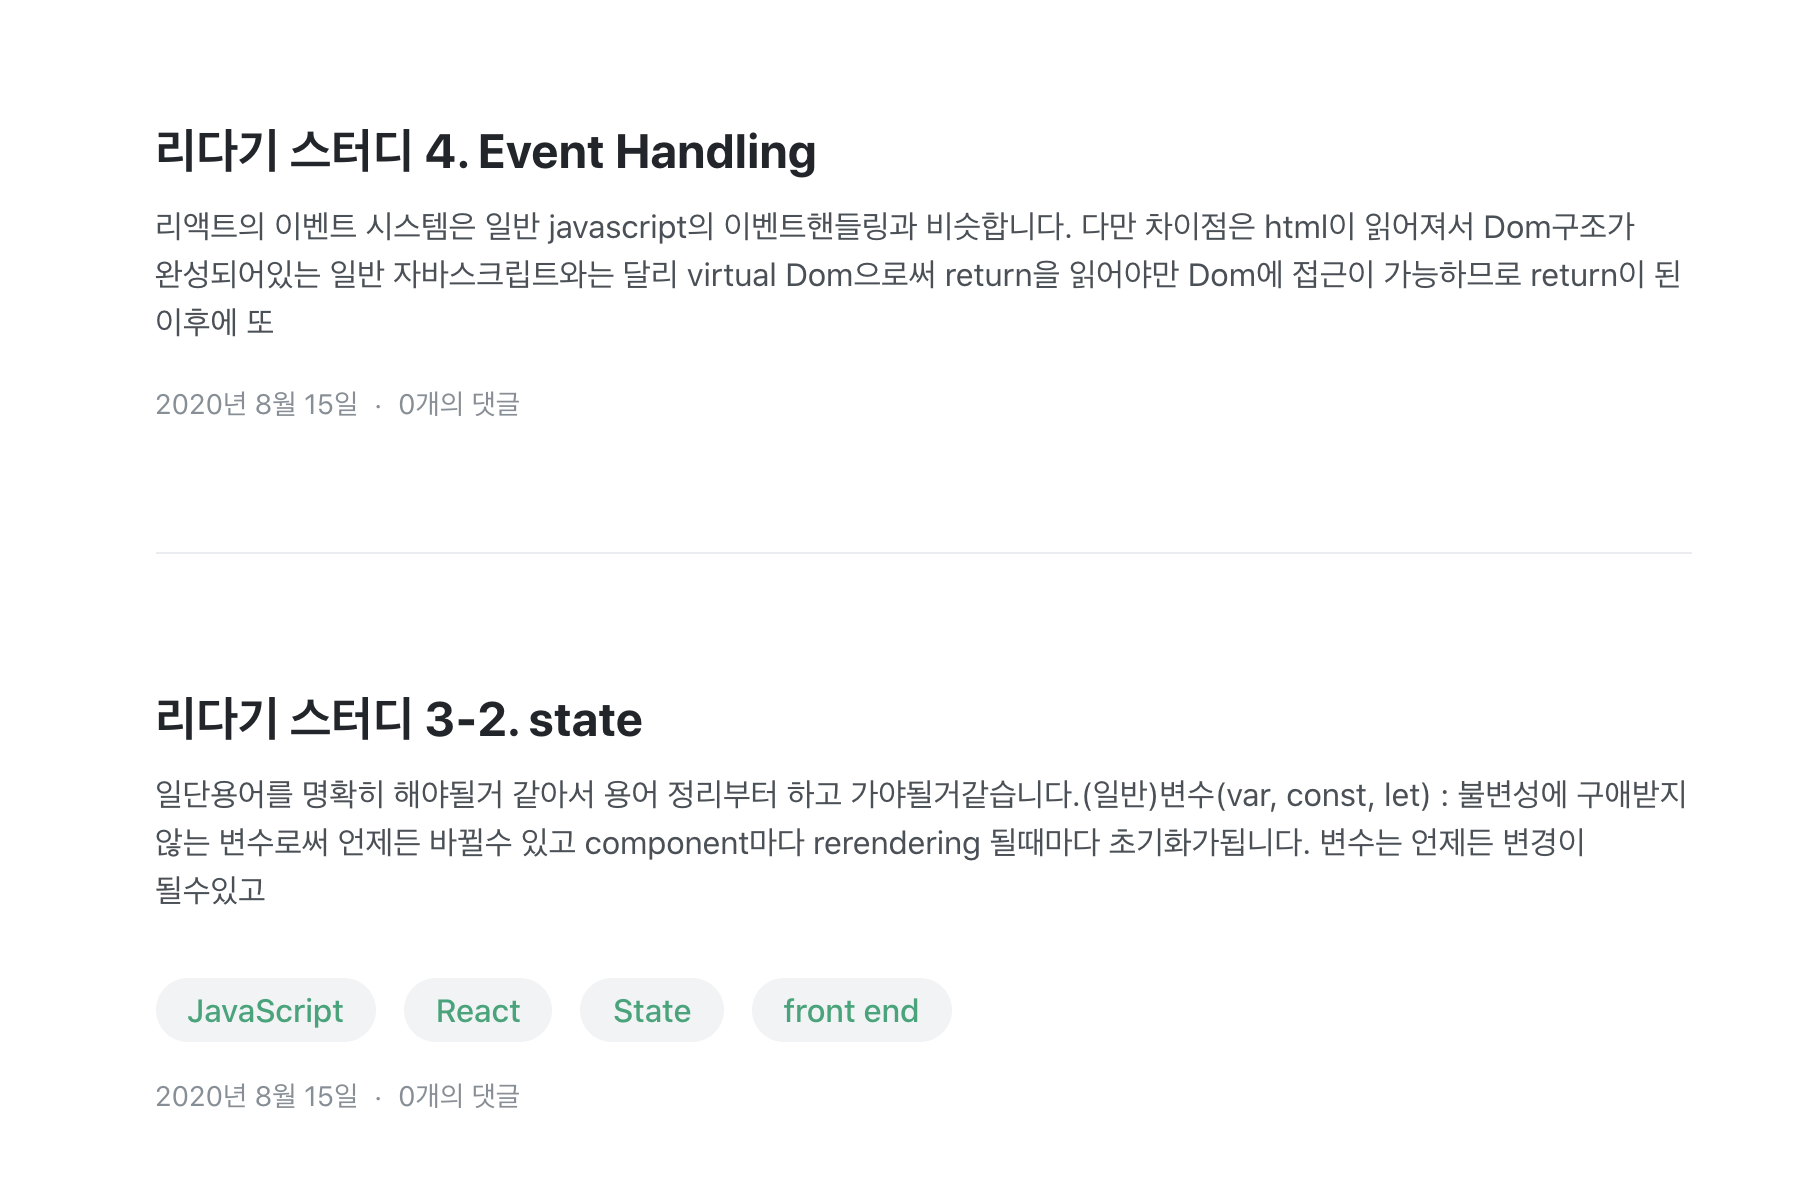 리다기 스터디 4. Event Handling
리액트의 이벤트 시스템은 일반 javascript의 이벤트핸들링과 비슷합니다. 다만 차이점은 html이 읽어져서 Dom구조가
완성되어있는 일반 자바스크립트와는 달리 virtual Dom으로써 return을 읽어야만 Dom에 접근이 가능하므로 return이 된
이후에 또
2020년 8월 15일 · 0개의 댓글
리다기 스터디 3-2. state
일단용어를 명확히 해야될거 같아서 용어 정리부터 하고 가야될거같습니다.(일반)변수(var, const, let) : 불변성에 구애받지
않는 변수로써 언제든 바뀔수 있고 component마다 rerendering 될때마다 초기화가됩니다. 변수는 언제든 변경이
될수있고
JavaScript React State front end
2020년 8월 15일 · 0개의 댓글